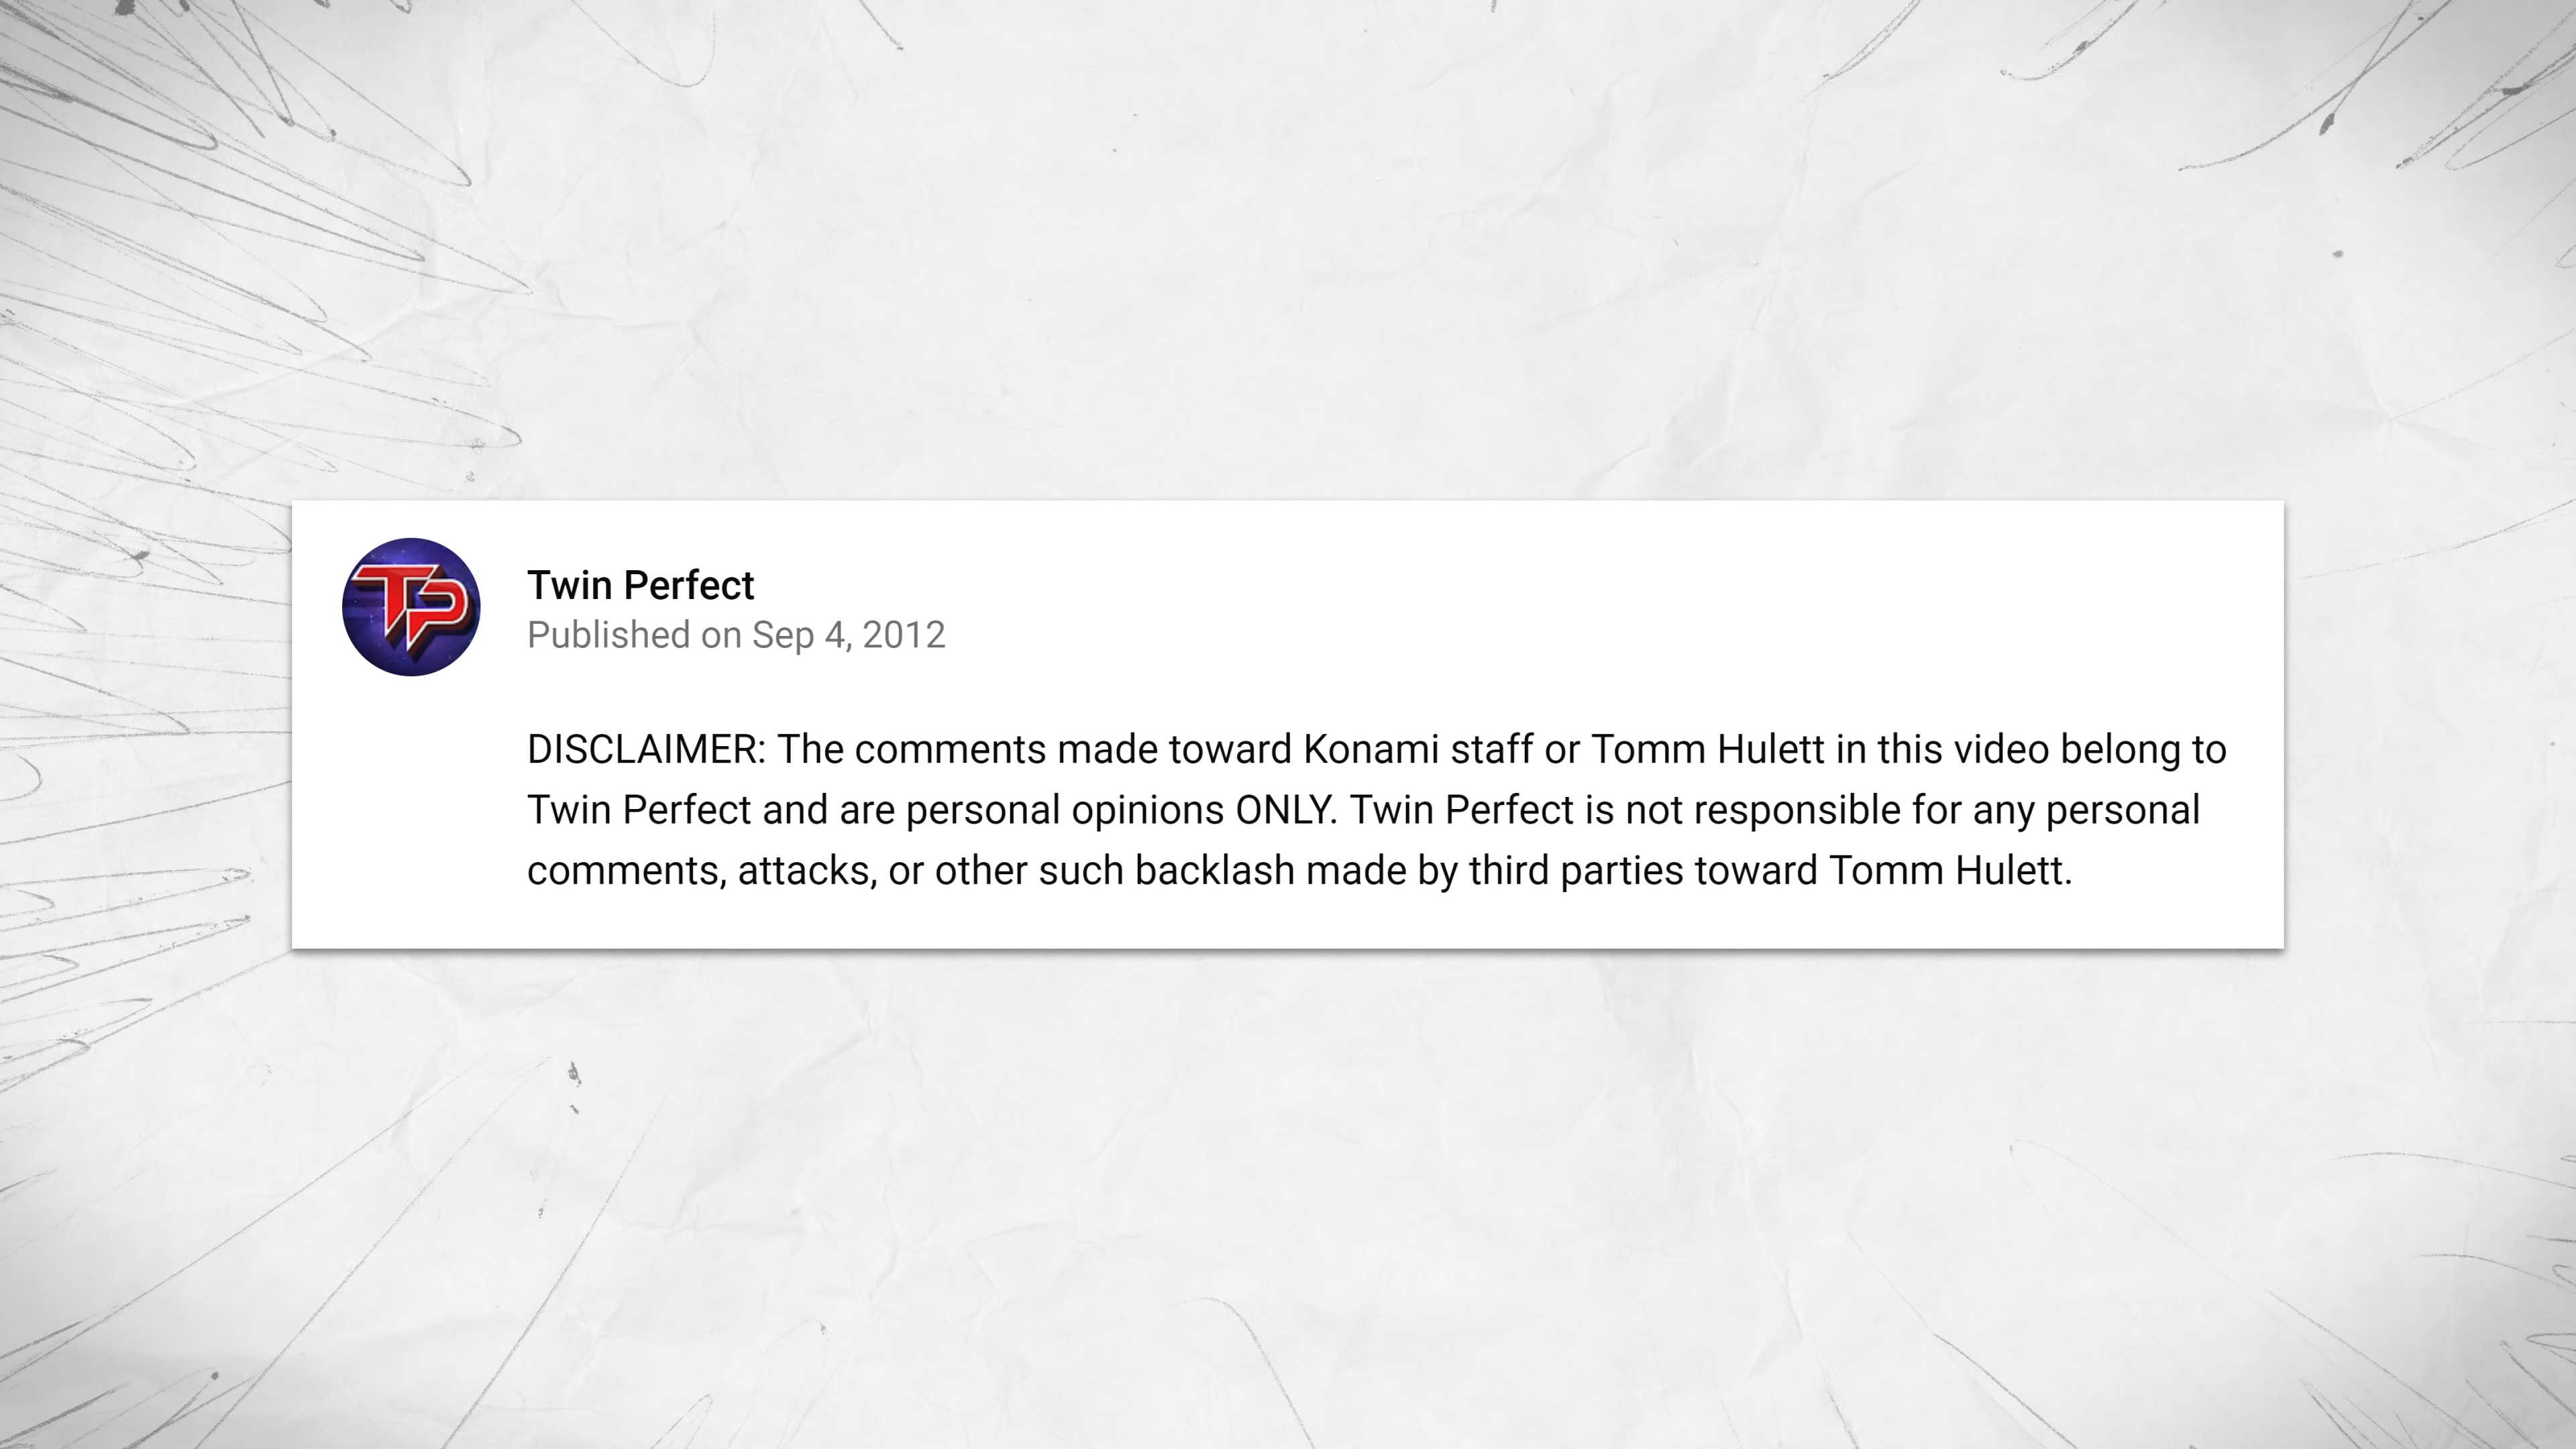 TP
Twin Perfect
Published on Sep 4, 2012
DISCLAIMER: The comments made toward Konami staff or Tomm Hulett in this video belong to
Twin Perfect and are personal opinions ONLY. Twin Perfect is not responsible for any personal
comments, attacks, or other such backlash made by third parties toward Tomm Hulett.